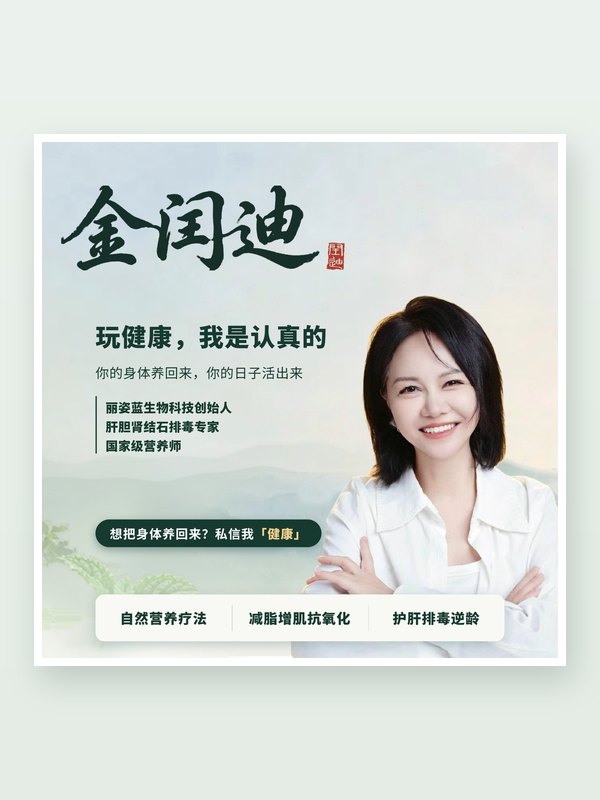 金闰迪
闰迪
玩健康，我是认真的
你的身体养回来，你的日子活出来
丽姿蓝生物科技创始人
肝胆肾结石排毒专家
国家级营养师
想把身体养回来？私信我「健康」
自然营养疗法
减脂增肌抗氧化
护肝排毒逆龄